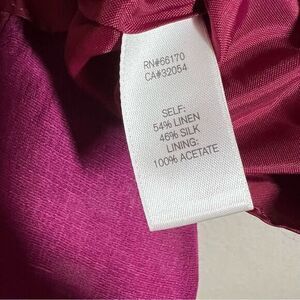 RN#66170
CA#32054
SELF:
54% LINEN
46% SILK
LINING:
100% ACETATE